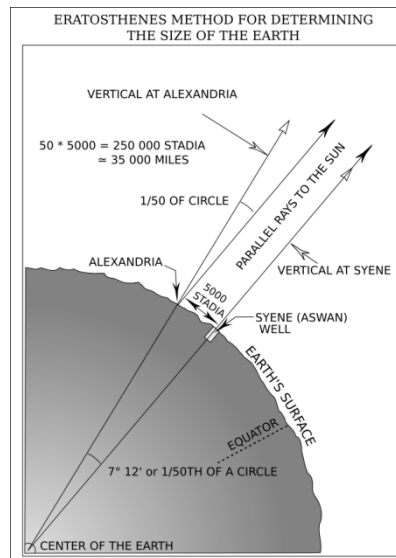 ERATOSTHENES METHOD FOR DETERMINING
THE SIZE OF THE EARTH
VERTICAL AT ALEXANDRIA
50 * 5000 = 250 000 STADIA
≃ 35 000 MILES
1/50 OF CIRCLE
PARALLEL RAYS TO THE SUN
ALEXANDRIA
VERTICAL AT SYENE
5000
STADIA
SYENE (ASWAN)
WELL
EARTH'S SURFACE
EQUATOR
7° 12' or 1/50TH OF A CIRCLE
CENTER OF THE EARTH